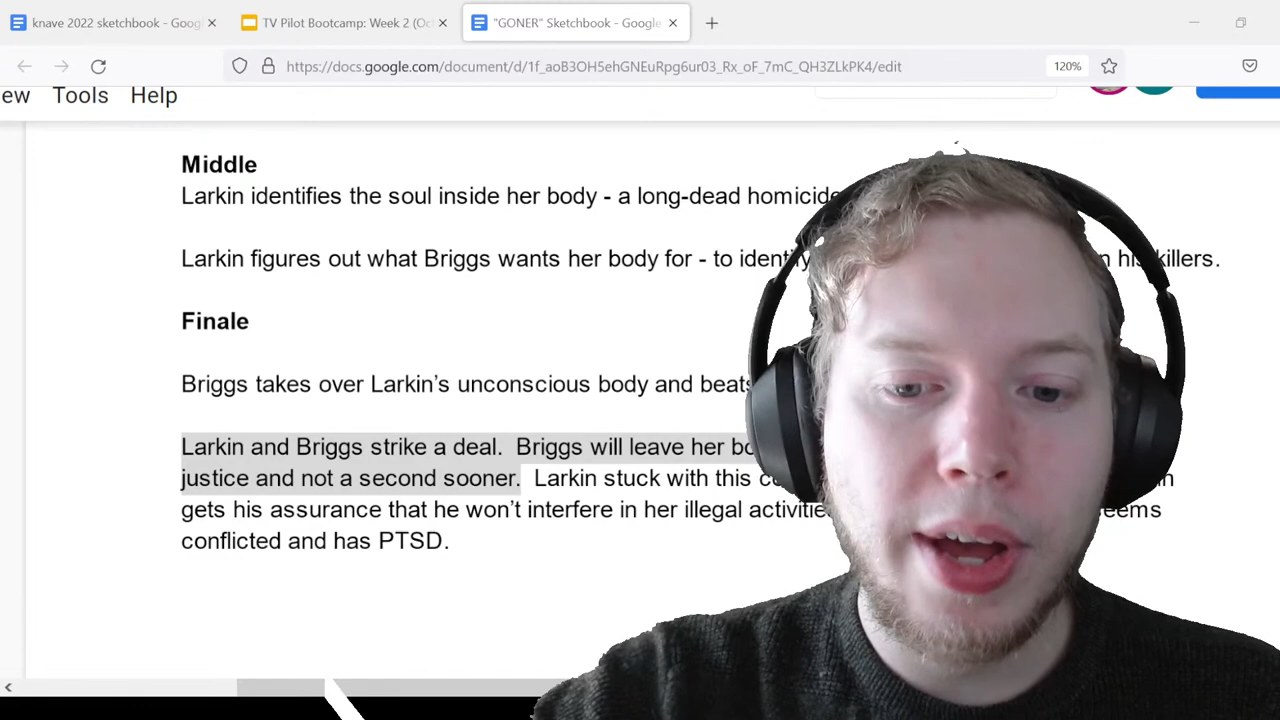 knave 2022 sketchbook - Goog
TV Pilot Bootcamp: Week 2 (Oc
"GONER" Sketchbook - Google
https://docs.google.com/document/d/1f_aoB3OH5ehGNEuRpg6ur03_Rx_oF_7mC_QH3ZLkPK4/edit
120%
ew Tools Help
Middle
Larkin identifies the soul inside her body - a long-dead homicide
Larkin figures out what Briggs wants her body for - to identify his killers.
Finale
Briggs takes over Larkin's unconscious body and beats
Larkin and Briggs strike a deal. Briggs will leave her
justice and not a second sooner. Larkin stuck with this
gets his assurance that he won't interfere in her illegal activities
conflicted and has PTSD.